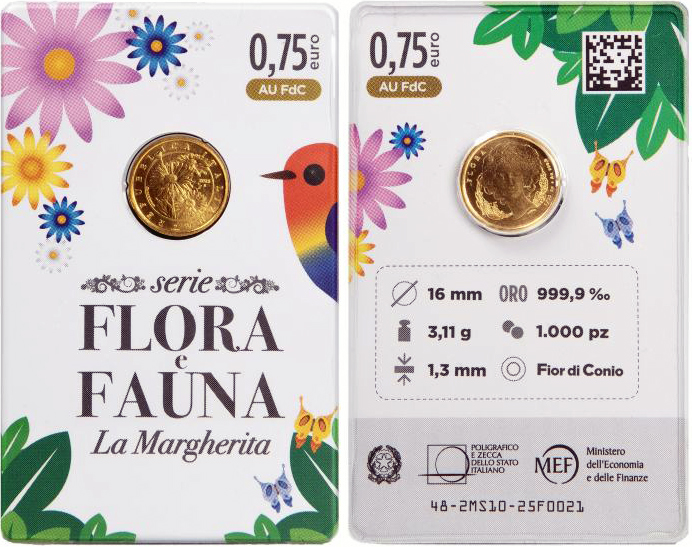 0,75 euro
AU FdC
REPUBBLICA ITALIANA
serie
FLORA
e
FAUNA
La Margherita
0,75 euro
AU FdC
16 mm
ORO 999,9 ‰
3,11 g
1.000 pz
1,3 mm
Fior di Conio
POLIGRAFICO
E ZECCA
DELLO STATO
ITALIANO
MEF
Ministero
dell'Economia
e delle Finanze
48-2MS10-25F0021